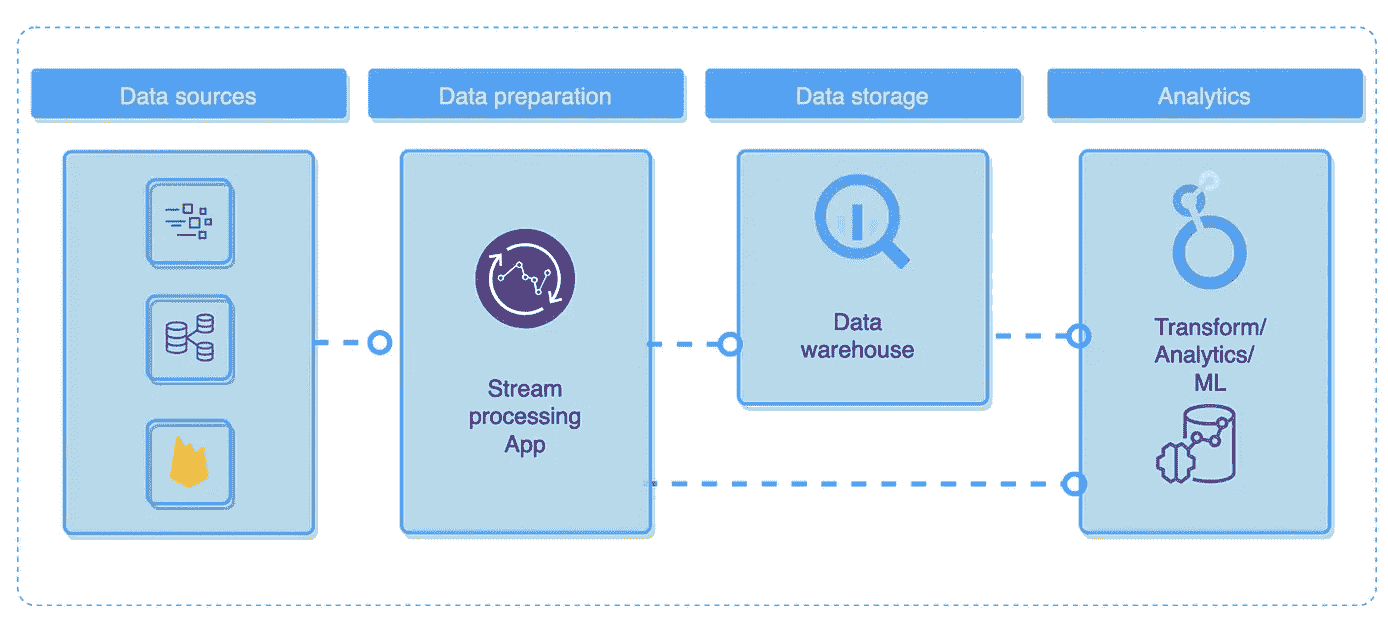 Data sources
Data preparation
Data storage
Analytics
Stream
processing
App
Data
warehouse
Transform/
Analytics/
ML